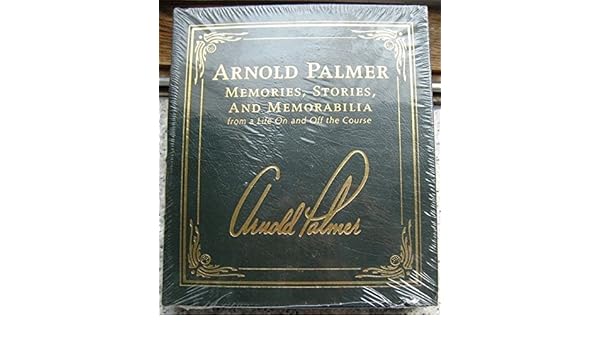 ARNOLD PALMER
MEMORIES, STORIES,
AND MEMORABILIA
from a Life On and Off the Course
Arnold Palmer